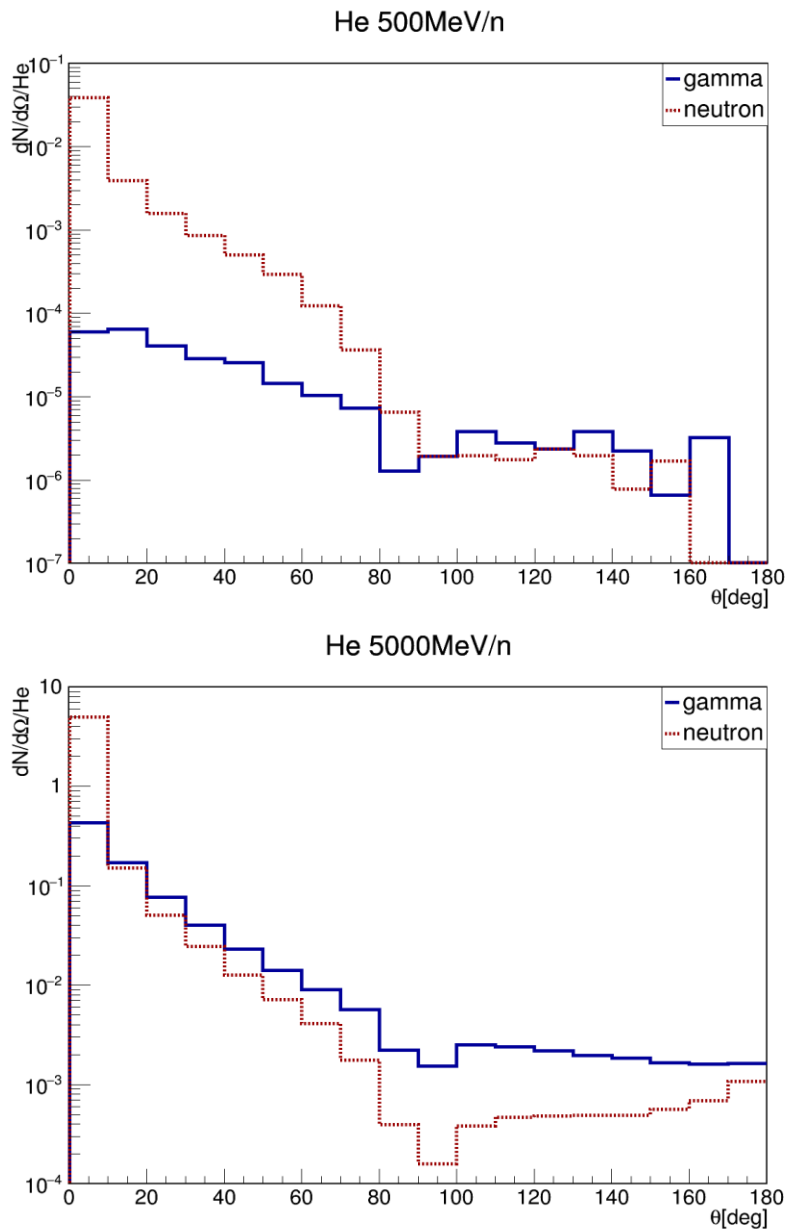 He 500MeV/n
dN/dΩ/He
gamma
neutron
10⁻¹
10⁻²
10⁻³
10⁻⁴
10⁻⁵
10⁻⁶
10⁻⁷
0 20 40 60 80 100 120 140 160 180
θ[deg]
He 5000MeV/n
dN/dΩ/He
gamma
neutron
10
1
10⁻¹
10⁻²
10⁻³
10⁻⁴
0 20 40 60 80 100 120 140 160 180
θ[deg]